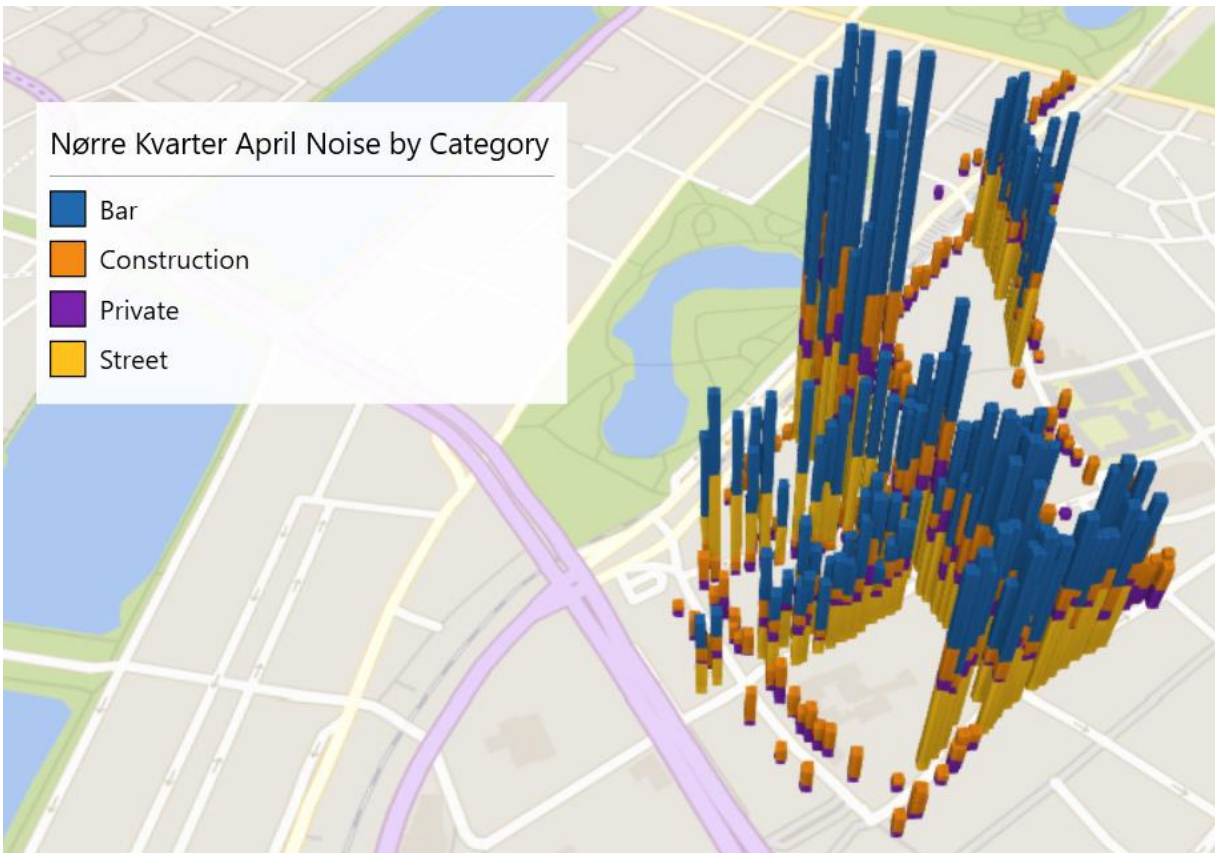 Nørre Kvarter April Noise by Category
Bar
Construction
Private
Street